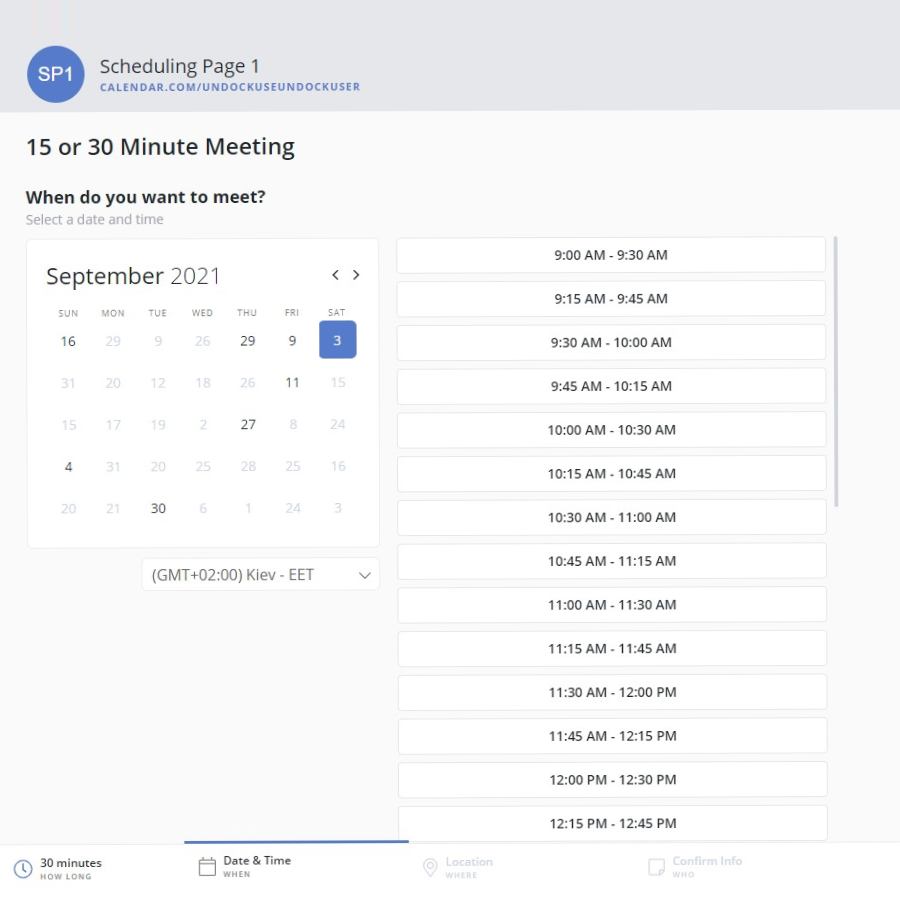 SP1
Scheduling Page 1
CALENDAR.COM/UNDOCKUSEUNDOCKUSER
15 or 30 Minute Meeting
When do you want to meet?
Select a date and time
September 2021
SUN MON TUE WED THU FRI SAT
16 29 9 26 29 9 3
31 20 12 18 26 11 15
15 17 19 2 27 8 24
4 31 20 25 28 25 16
20 21 30 6 1 24 3
(GMT+02:00) Kiev - EET
9:00 AM - 9:30 AM
9:15 AM - 9:45 AM
9:30 AM - 10:00 AM
9:45 AM - 10:15 AM
10:00 AM - 10:30 AM
10:15 AM - 10:45 AM
10:30 AM - 11:00 AM
10:45 AM - 11:15 AM
11:00 AM - 11:30 AM
11:15 AM - 11:45 AM
11:30 AM - 12:00 PM
11:45 AM - 12:15 PM
12:00 PM - 12:30 PM
12:15 PM - 12:45 PM
30 minutes
HOW LONG
Date & Time
WHEN
Location
WHERE
Confirm Info
WHO